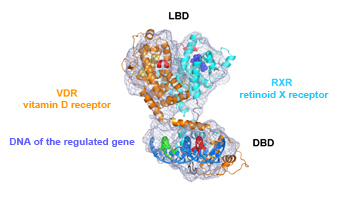 LBD
VDR
vitamin D receptor
RXR
retinoid X receptor
DNA of the regulated gene
DBD